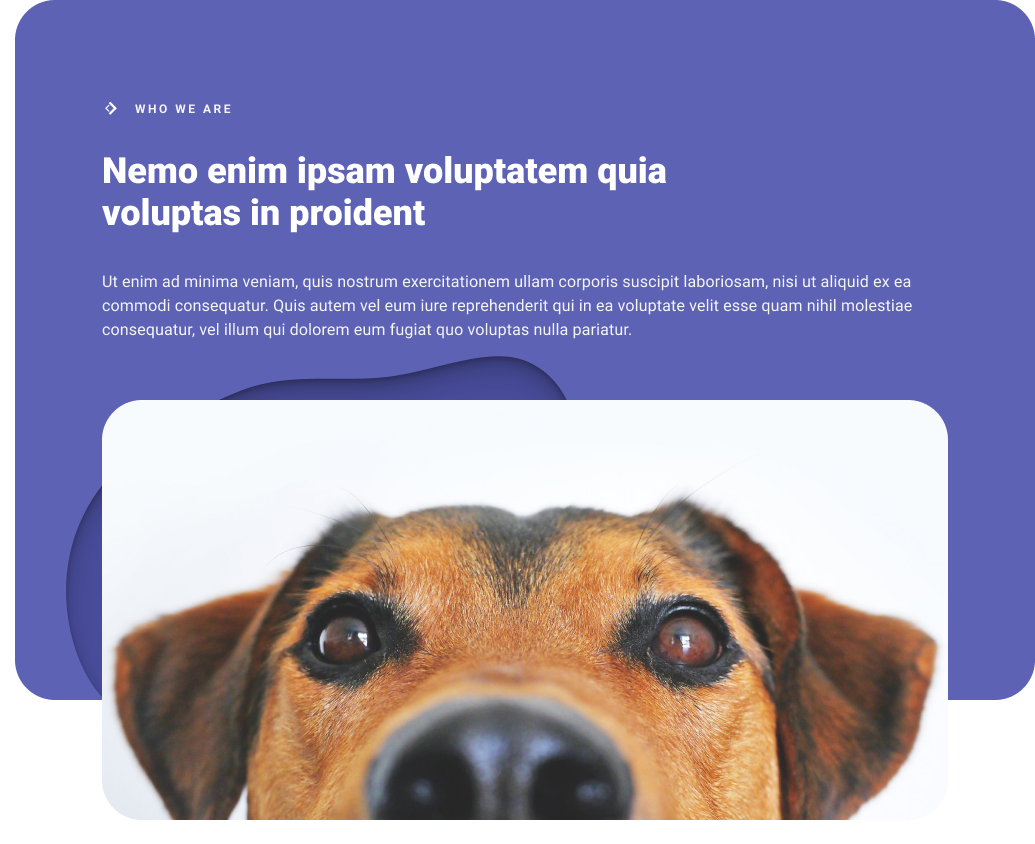 WHO WE ARE
Nemo enim ipsam voluptatem quia
voluptas in proident
Ut enim ad minima veniam, quis nostrum exercitationem ullam corporis suscipit laboriosam, nisi ut aliquid ex ea
commodi consequatur. Quis autem vel eum iure reprehenderit qui in ea voluptate velit esse quam nihil molestiae
consequatur, vel illum qui dolorem eum fugiat quo voluptas nulla pariatur.